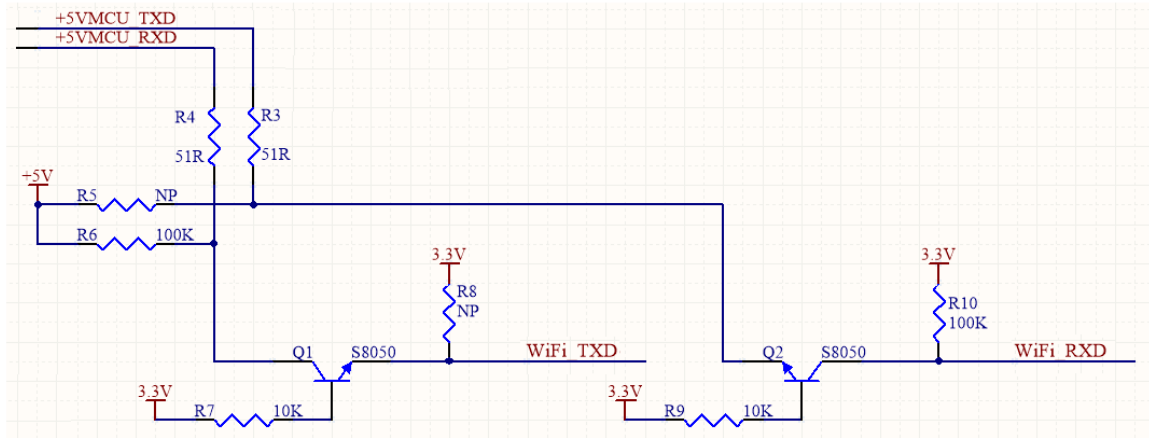 +5VMCU_TXD
+5VMCU_RXD
R4
R3
51R
51R
+5V
R5 NP
R6 100K
3.3V
3.3V
R8
NP
R10
100K
Q1 S8050
WiFi_TXD
Q2 S8050
WiFi_RXD
3.3V
3.3V
R7 10K
R9 10K